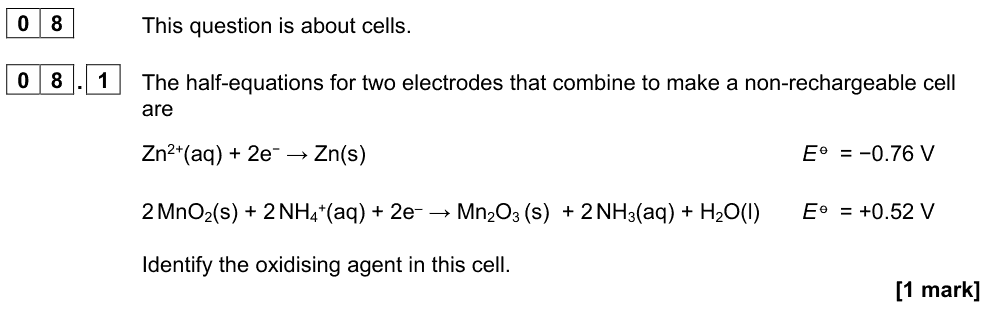 0 8 This question is about cells.
0 8 . 1 The half-equations for two electrodes that combine to make a non-rechargeable cell
are
Zn²⁺(aq) + 2e⁻ → Zn(s) E⦵ = −0.76 V
2 MnO₂(s) + 2 NH₄⁺(aq) + 2e⁻ → Mn₂O₃ (s) + 2 NH₃(aq) + H₂O(l) E⦵ = +0.52 V
Identify the oxidising agent in this cell.
[1 mark]